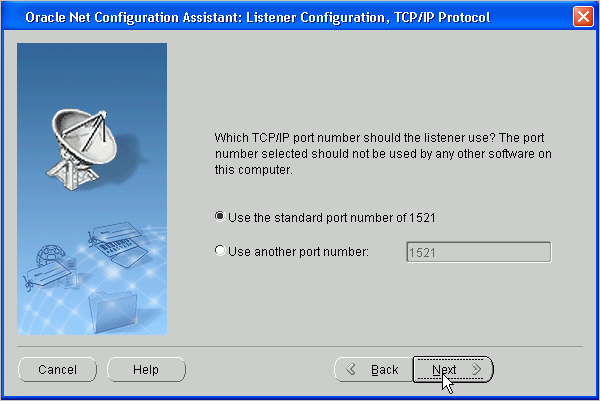 Oracle Net Configuration Assistant: Listener Configuration, TCP/IP Protocol
Which TCP/IP port number should the listener use? The port
number selected should not be used by any other software on
this computer.
Use the standard port number of 1521
Use another port number: 1521
Cancel Help Back Next